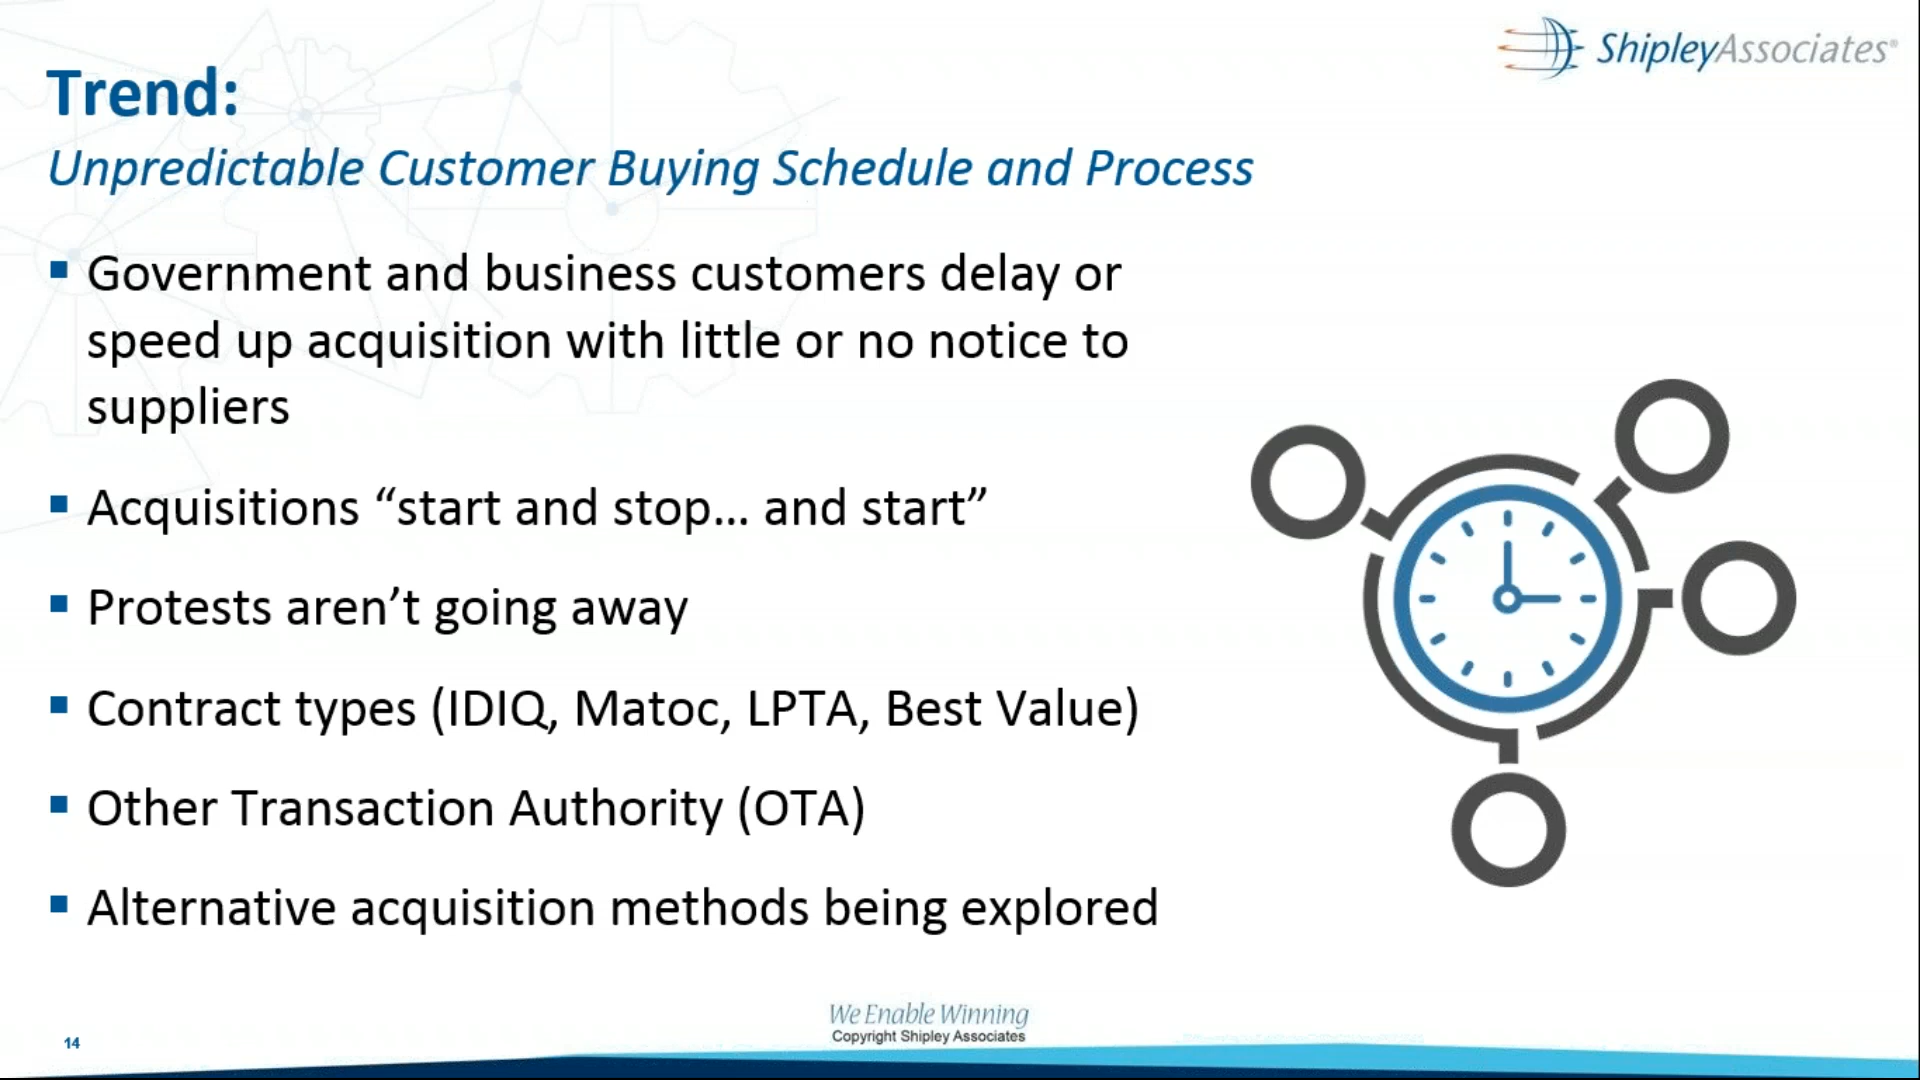 ShipleyAssociates®
Trend:
Unpredictable Customer Buying Schedule and Process
▪ Government and business customers delay or
speed up acquisition with little or no notice to
suppliers
▪ Acquisitions “start and stop... and start”
▪ Protests aren’t going away
▪ Contract types (IDIQ, Matoc, LPTA, Best Value)
▪ Other Transaction Authority (OTA)
▪ Alternative acquisition methods being explored
We Enable Winning
Copyright Shipley Associates
14